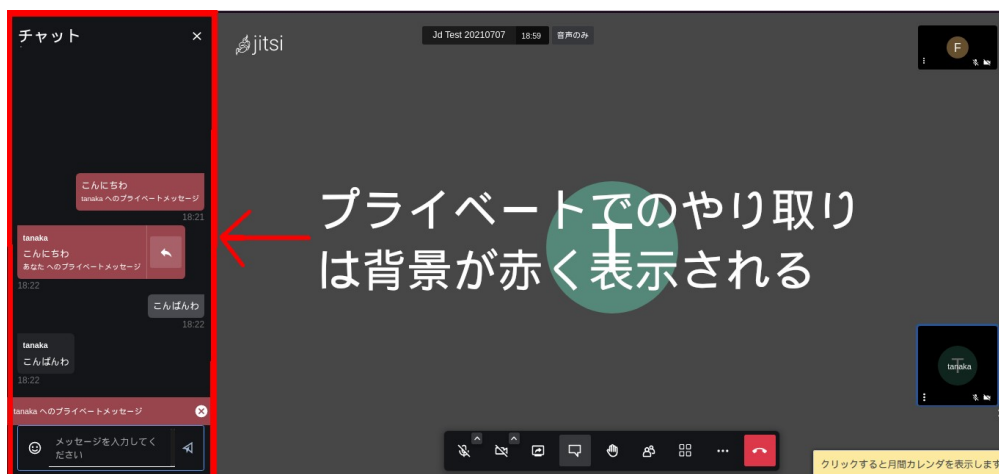 チャット
jitsi
Jd Test 20210707 18:59 音声のみ
F
こんにちわ
tanaka へのプライベートメッセージ
18:21
tanaka
こんにちわ
あなた へのプライベートメッセージ
18:22
こんばんわ
18:22
tanaka
こんばんわ
18:22
プライベートでのやり取り
は背景が赤く表示される
T
tanaka
tanaka へのプライベートメッセージ
メッセージを入力してく
ださい
クリックすると月間カレンダを表示します